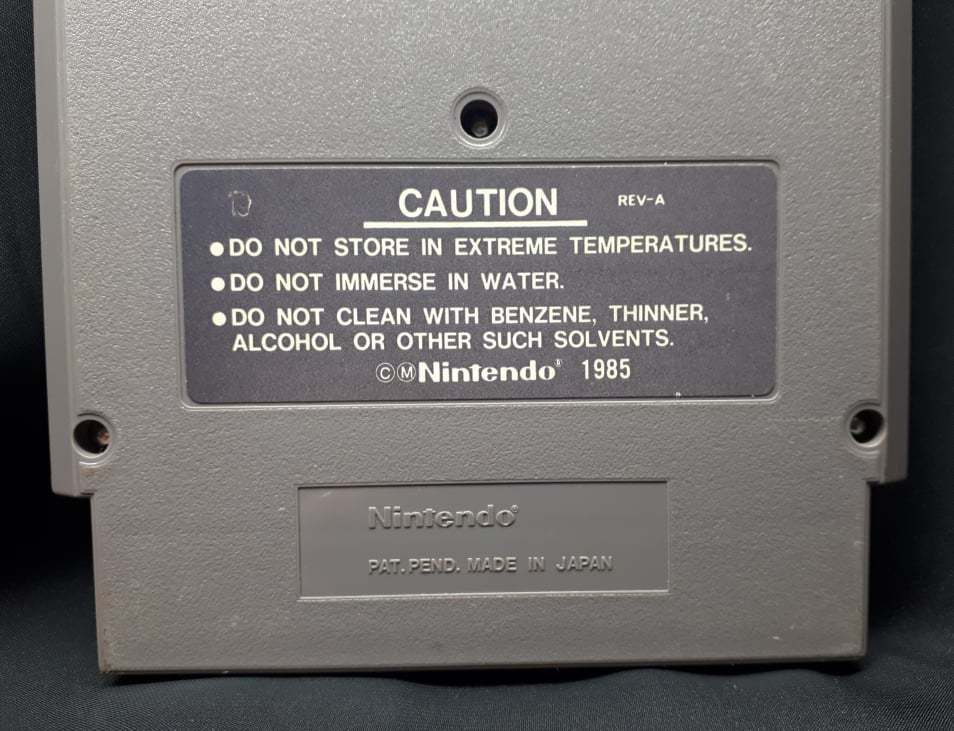 CAUTION REV-A
●DO NOT STORE IN EXTREME TEMPERATURES.
●DO NOT IMMERSE IN WATER.
●DO NOT CLEAN WITH BENZENE, THINNER,
ALCOHOL OR OTHER SUCH SOLVENTS.
ⒸⓂNintendo® 1985
Nintendo®
PAT. PEND. MADE IN JAPAN